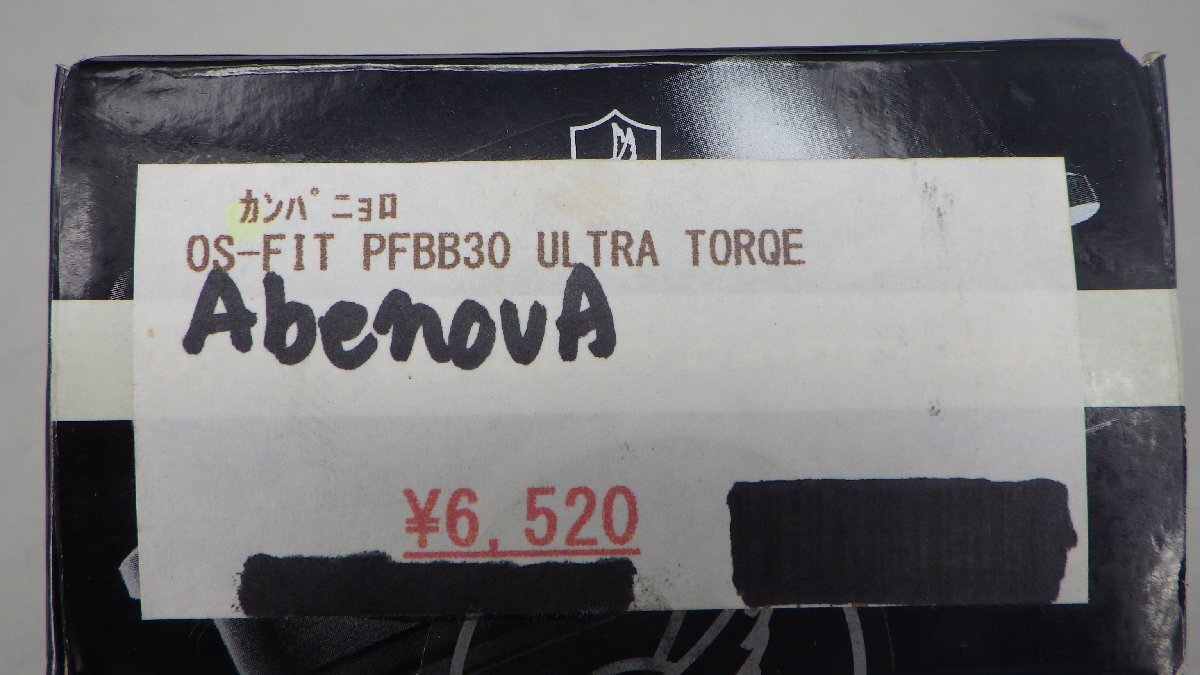 ｶﾝﾊﾟﾆｮﾛ
OS-FIT PFBB30 ULTRA TORQE
AbenovA
¥6,520